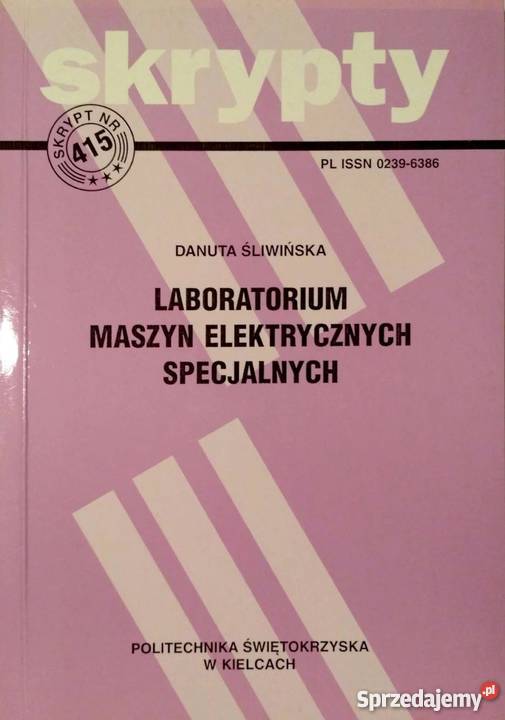 skrypty
SKRYPT NR
415
PL ISSN 0239-6386
DANUTA ŚLIWIŃSKA
LABORATORIUM
MASZYN ELEKTRYCZNYCH
SPECJALNYCH
POLITECHNIKA ŚWIĘTOKRZYSKA
W KIELCACH
Sprzedajemy.pl